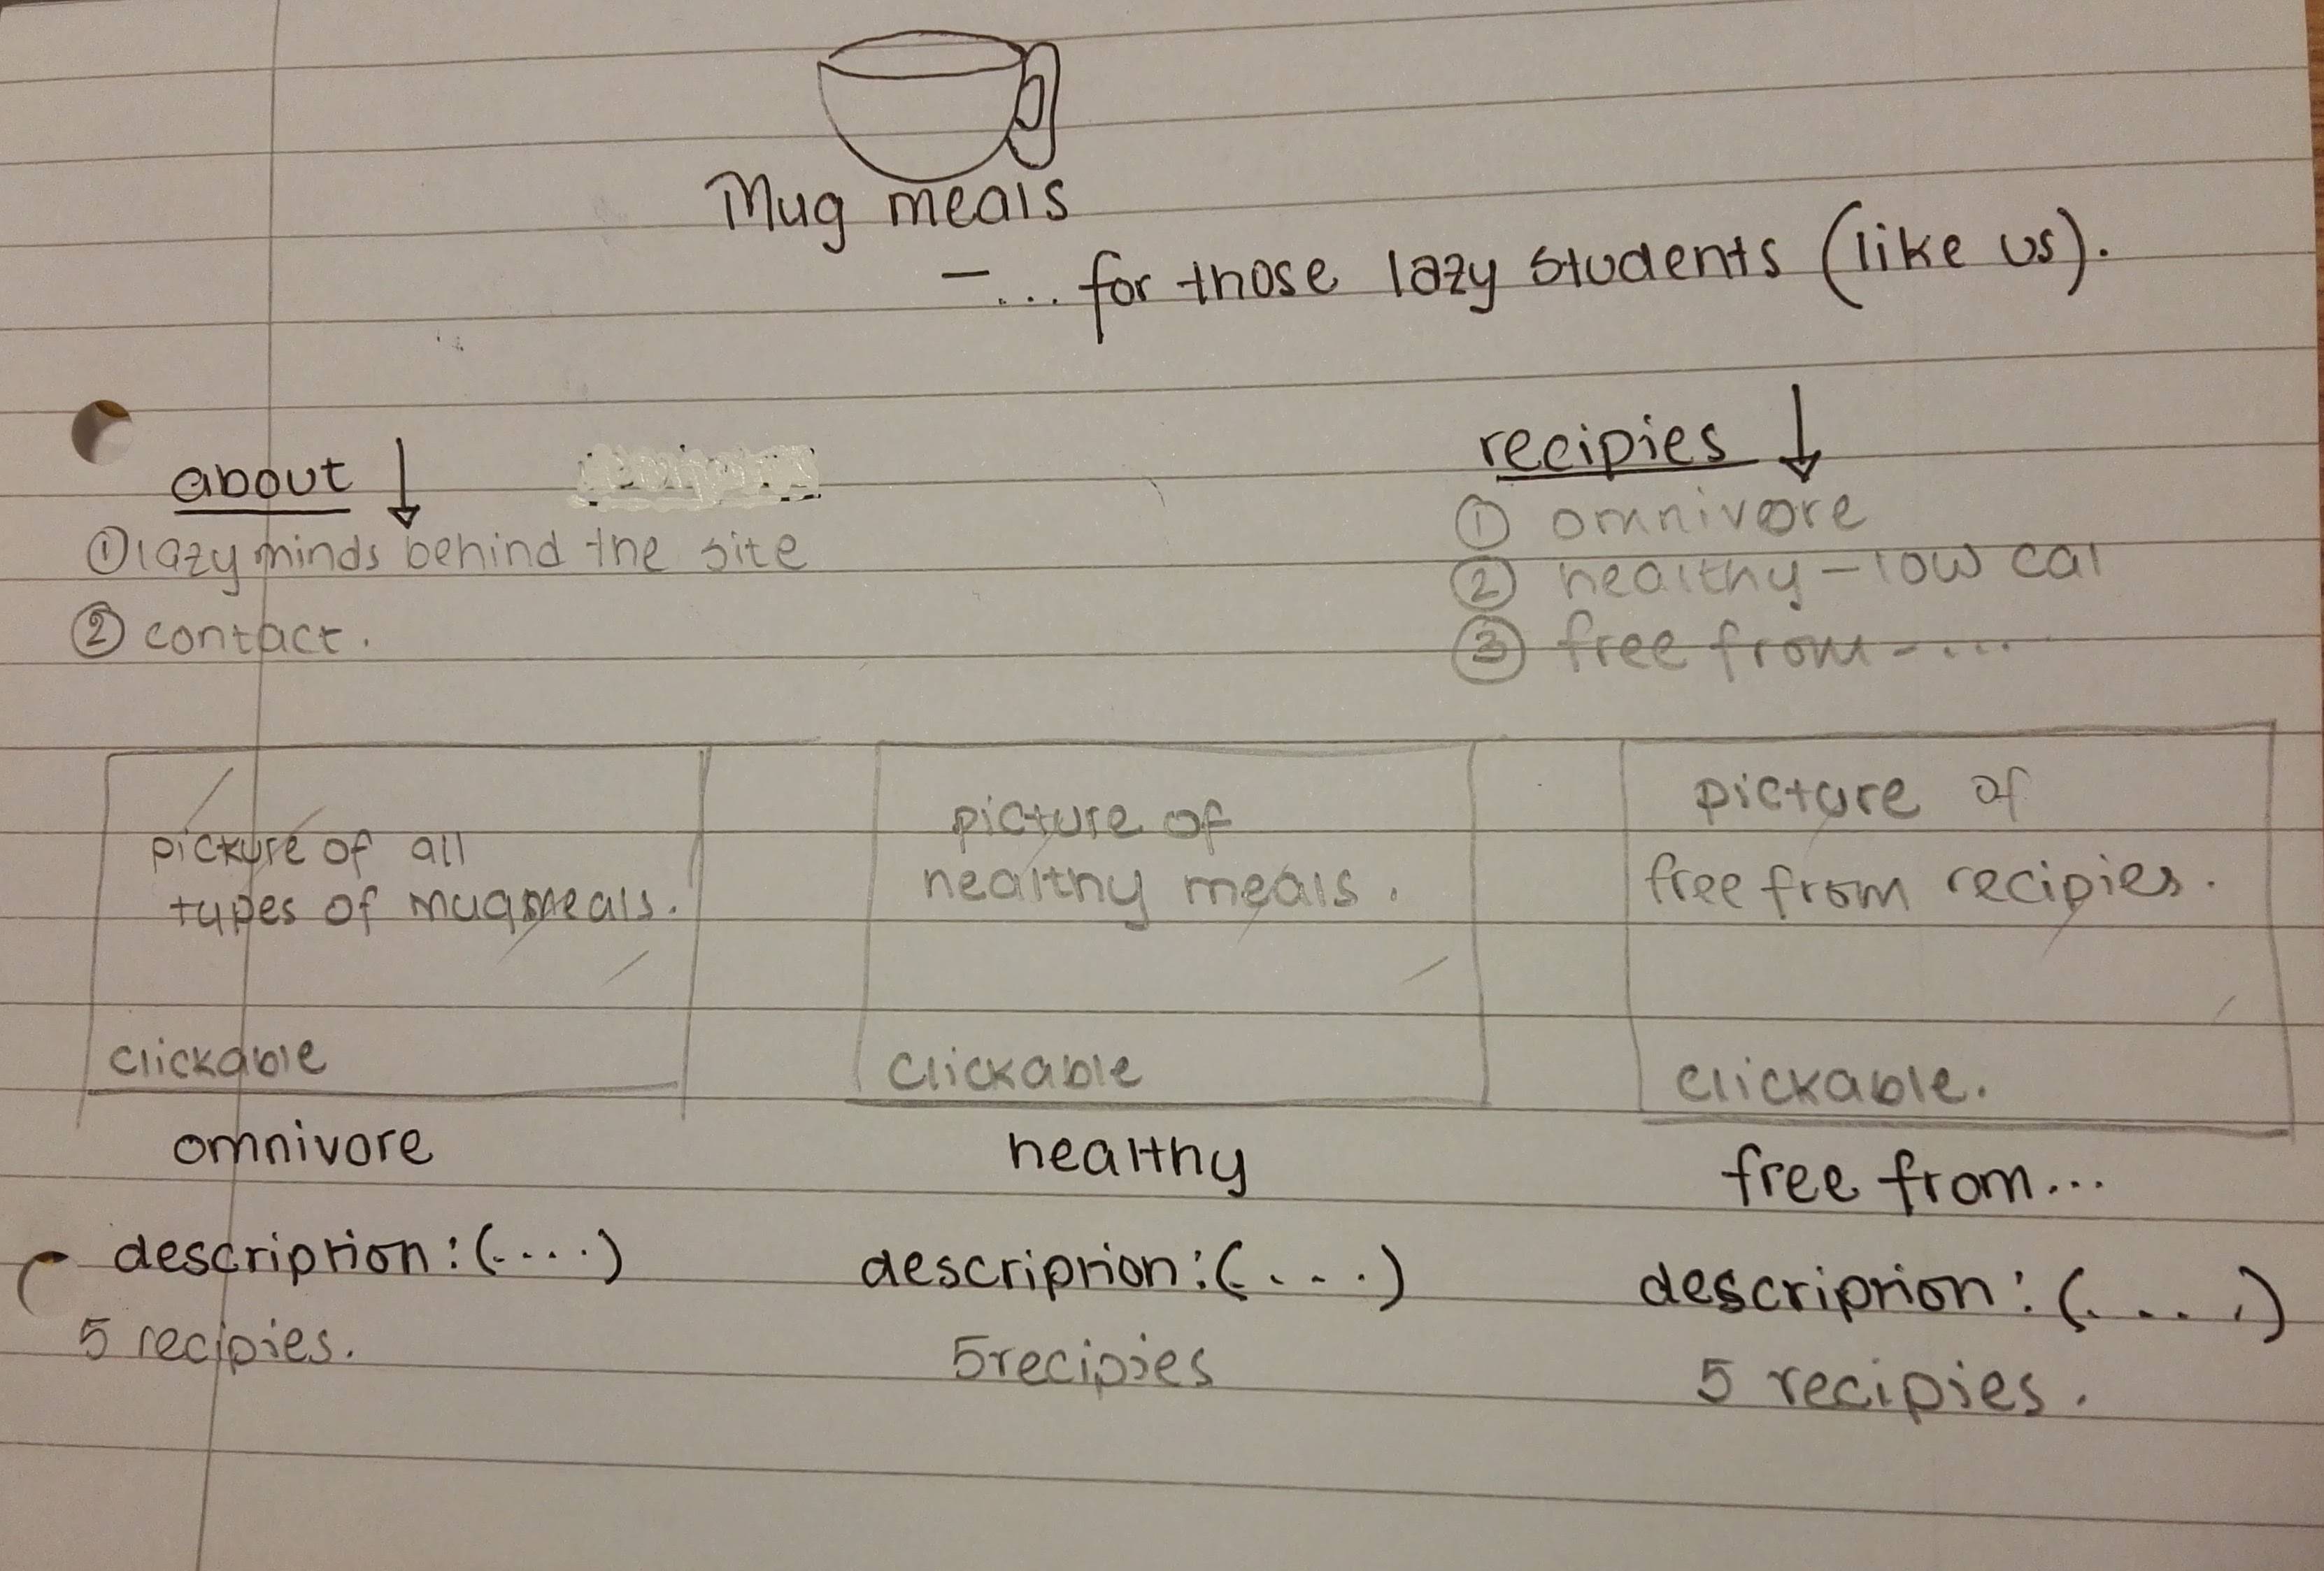 Mug meals
-... for those lazy students (like us).
about
recipies
① lazy minds behind the site
② contact.
① omnivore
② healthy - low cal
③ free from - ...
pickure of all
types of mugmeals.
clickable
picture of
healthy meals.
clickable
picture of
free from recipies.
clickable.
omnivore
healthy
free from...
description: (....)
description: (....)
description: (....)
5 recipies.
5 recipies
5 recipies.